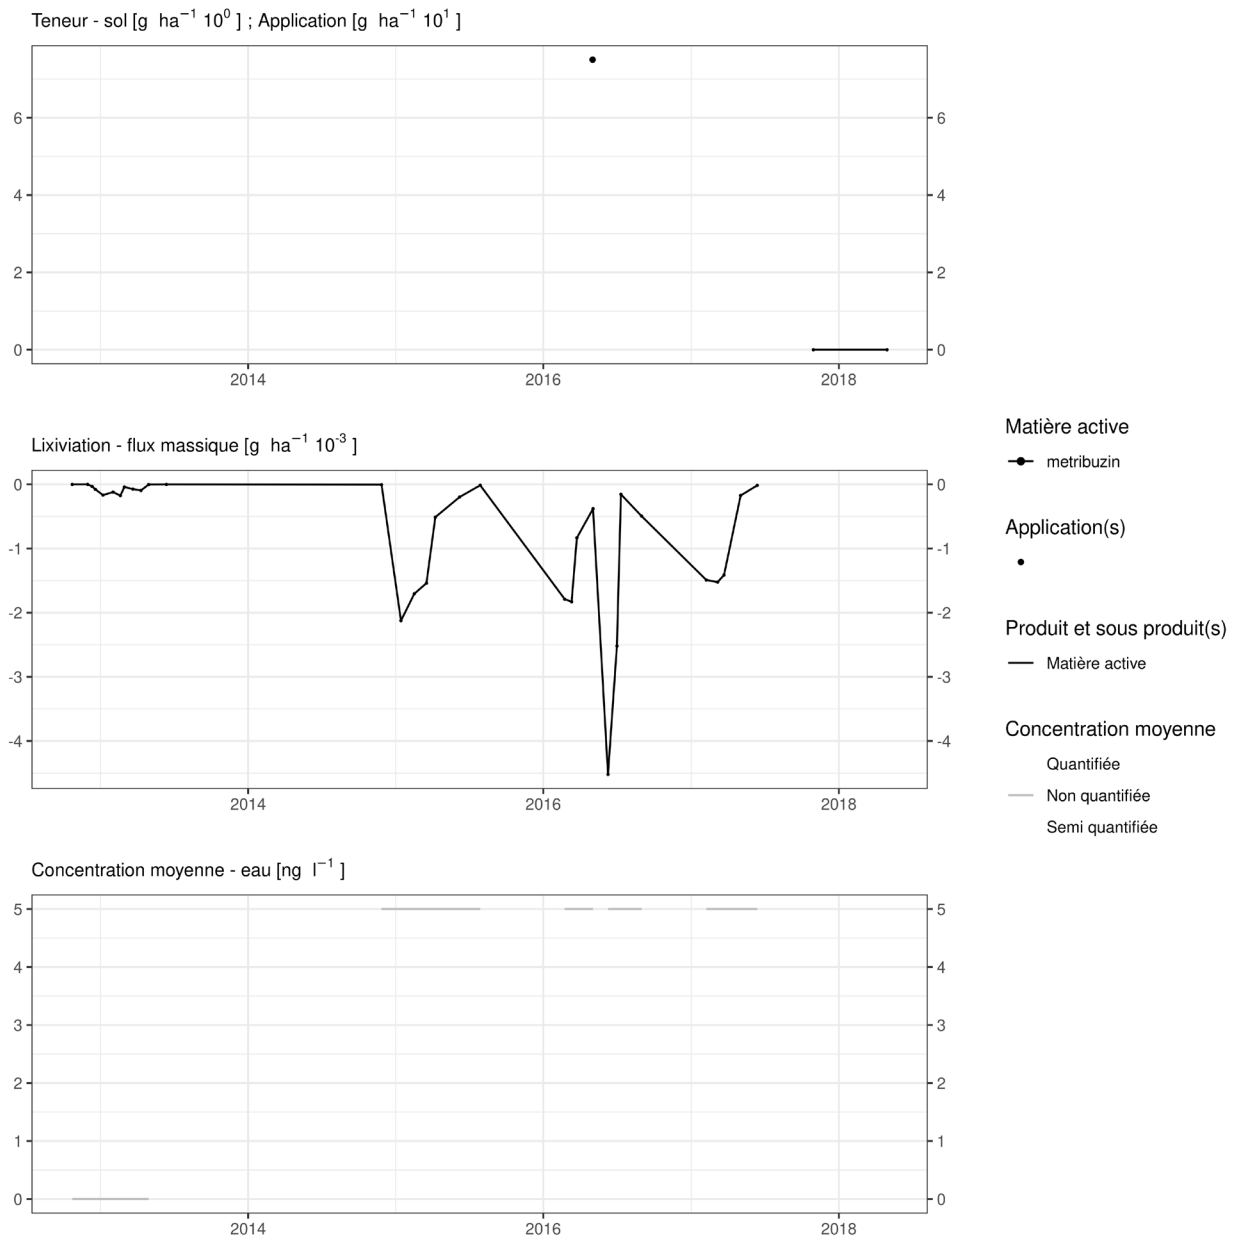 Teneur - sol [g ha⁻¹ 10⁰ ] ; Application [g ha⁻¹ 10¹ ]
6 6
4 4
2 2
0 0
2014 2016 2018
Lixiviation - flux massique [g ha⁻¹ 10⁻³ ]
0 0
-1 -1
-2 -2
-3 -3
-4 -4
2014 2016 2018
Concentration moyenne - eau [ng l⁻¹ ]
5 5
4 4
3 3
2 2
1 1
0 0
2014 2016 2018
Matière active
metribuzin
Application(s)
Produit et sous produit(s)
Matière active
Concentration moyenne
Quantifiée
Non quantifiée
Semi quantifiée